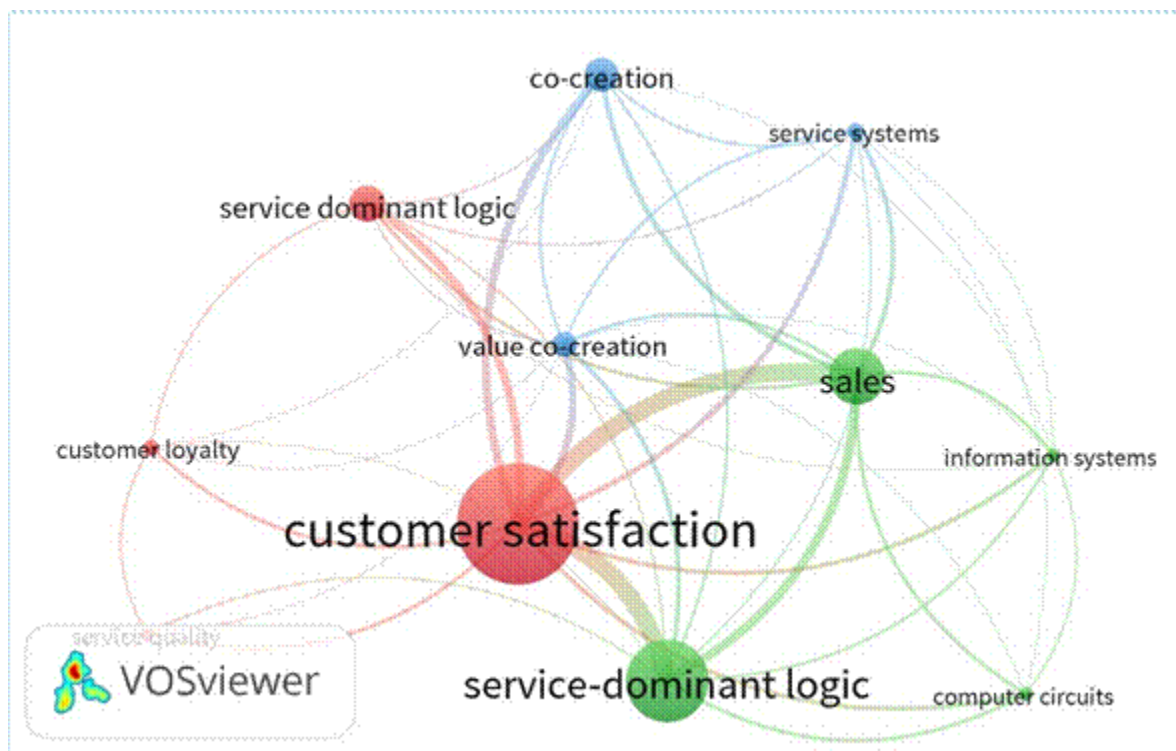 co-creation
service systems
service dominant logic
value co-creation
sales
customer loyalty
information systems
customer satisfaction
service quality
VOSviewer
service-dominant logic
computer circuits